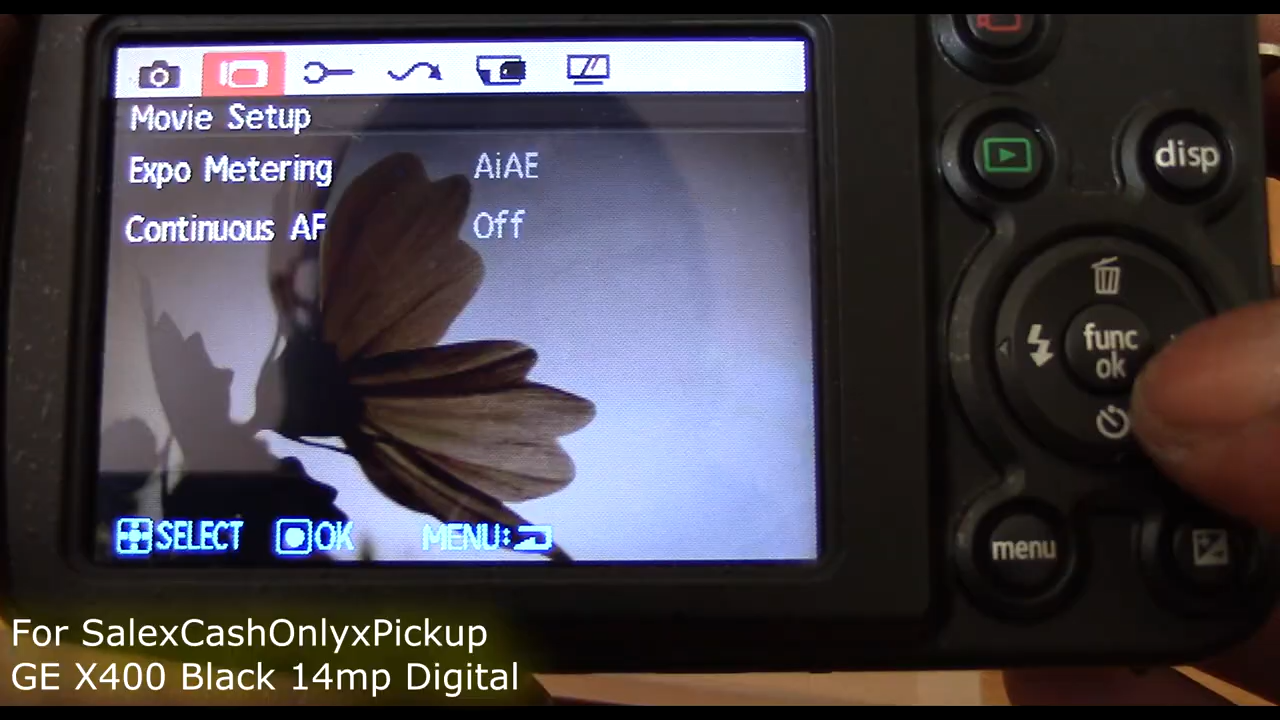 Movie Setup
Expo Metering AiAE
Continuous AF Off
SELECT OK MENU:
disp
func
ok
menu
For SalexCashOnlyxPickup
GE X400 Black 14mp Digital